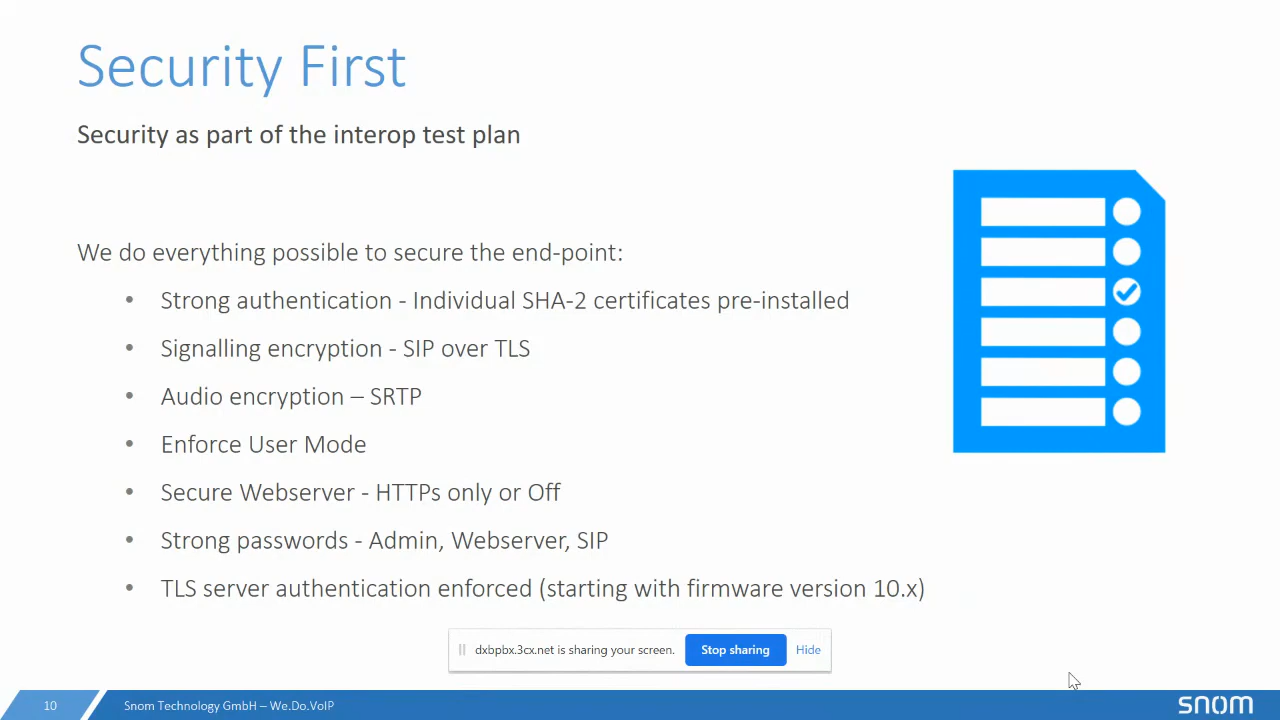 Security First
Security as part of the interop test plan
We do everything possible to secure the end-point:
• Strong authentication - Individual SHA-2 certificates pre-installed
• Signalling encryption - SIP over TLS
• Audio encryption – SRTP
• Enforce User Mode
• Secure Webserver - HTTPs only or Off
• Strong passwords - Admin, Webserver, SIP
• TLS server authentication enforced (starting with firmware version 10.x)
dxbpbx.3cx.net is sharing your screen. Stop sharing Hide
10 Snom Technology GmbH – We.Do.VoIP snom